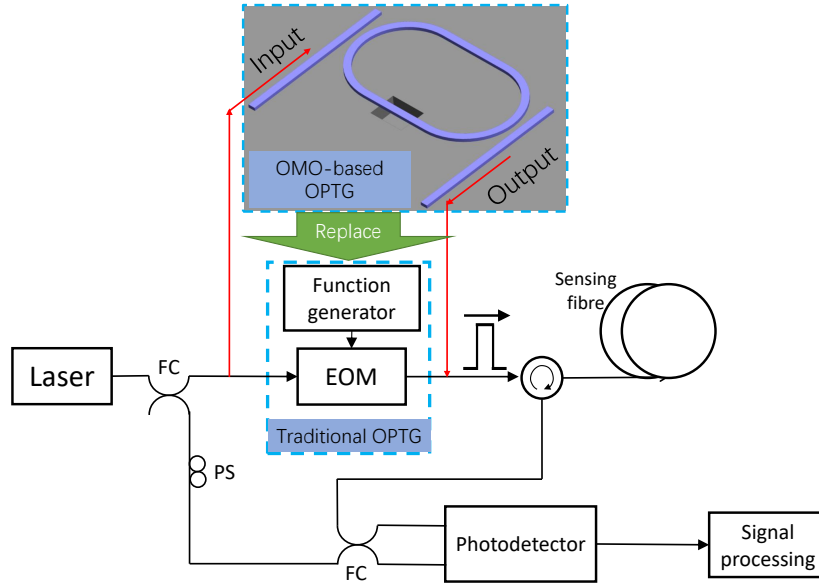 Input
OMO-based
OPTG
Output
Replace
Function
generator
Sensing
fibre
Laser
FC
EOM
Traditional OPTG
PS
FC
Photodetector
Signal
processing